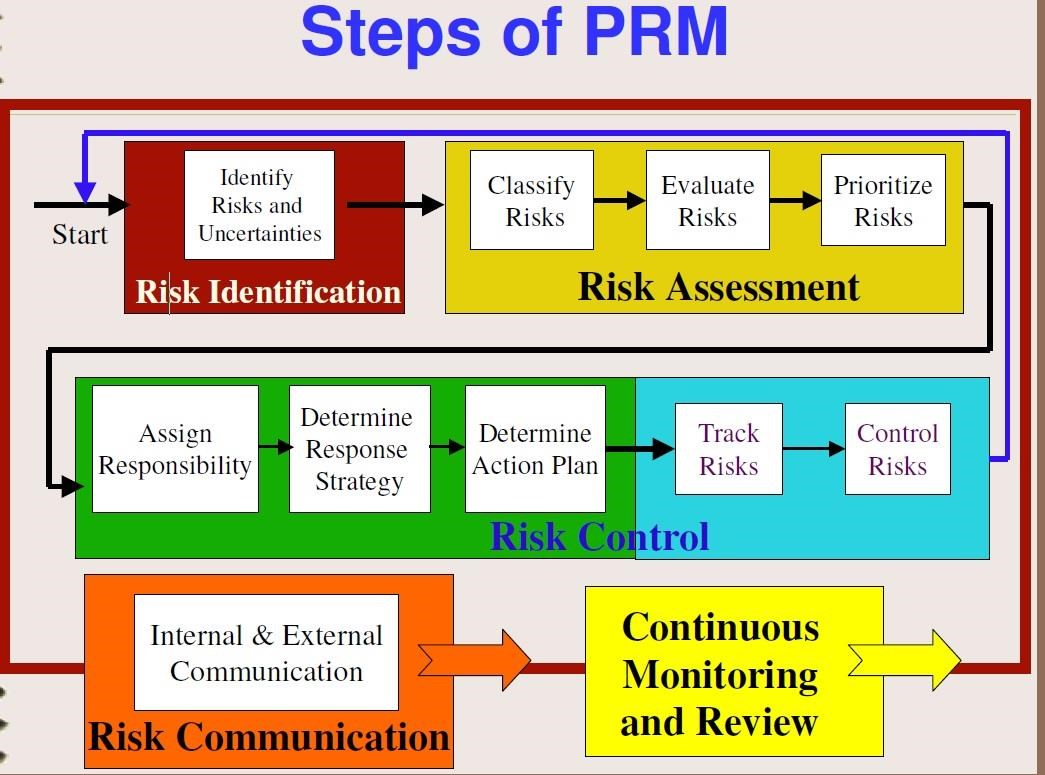 Steps of PRM
Start
Identify
Risks and
Uncertainties
Risk Identification
Classify
Risks
Evaluate
Risks
Prioritize
Risks
Risk Assessment
Assign
Responsibility
Determine
Response
Strategy
Determine
Action Plan
Track
Risks
Control
Risks
Risk Control
Internal & External
Communication
Risk Communication
Continuous
Monitoring
and Review